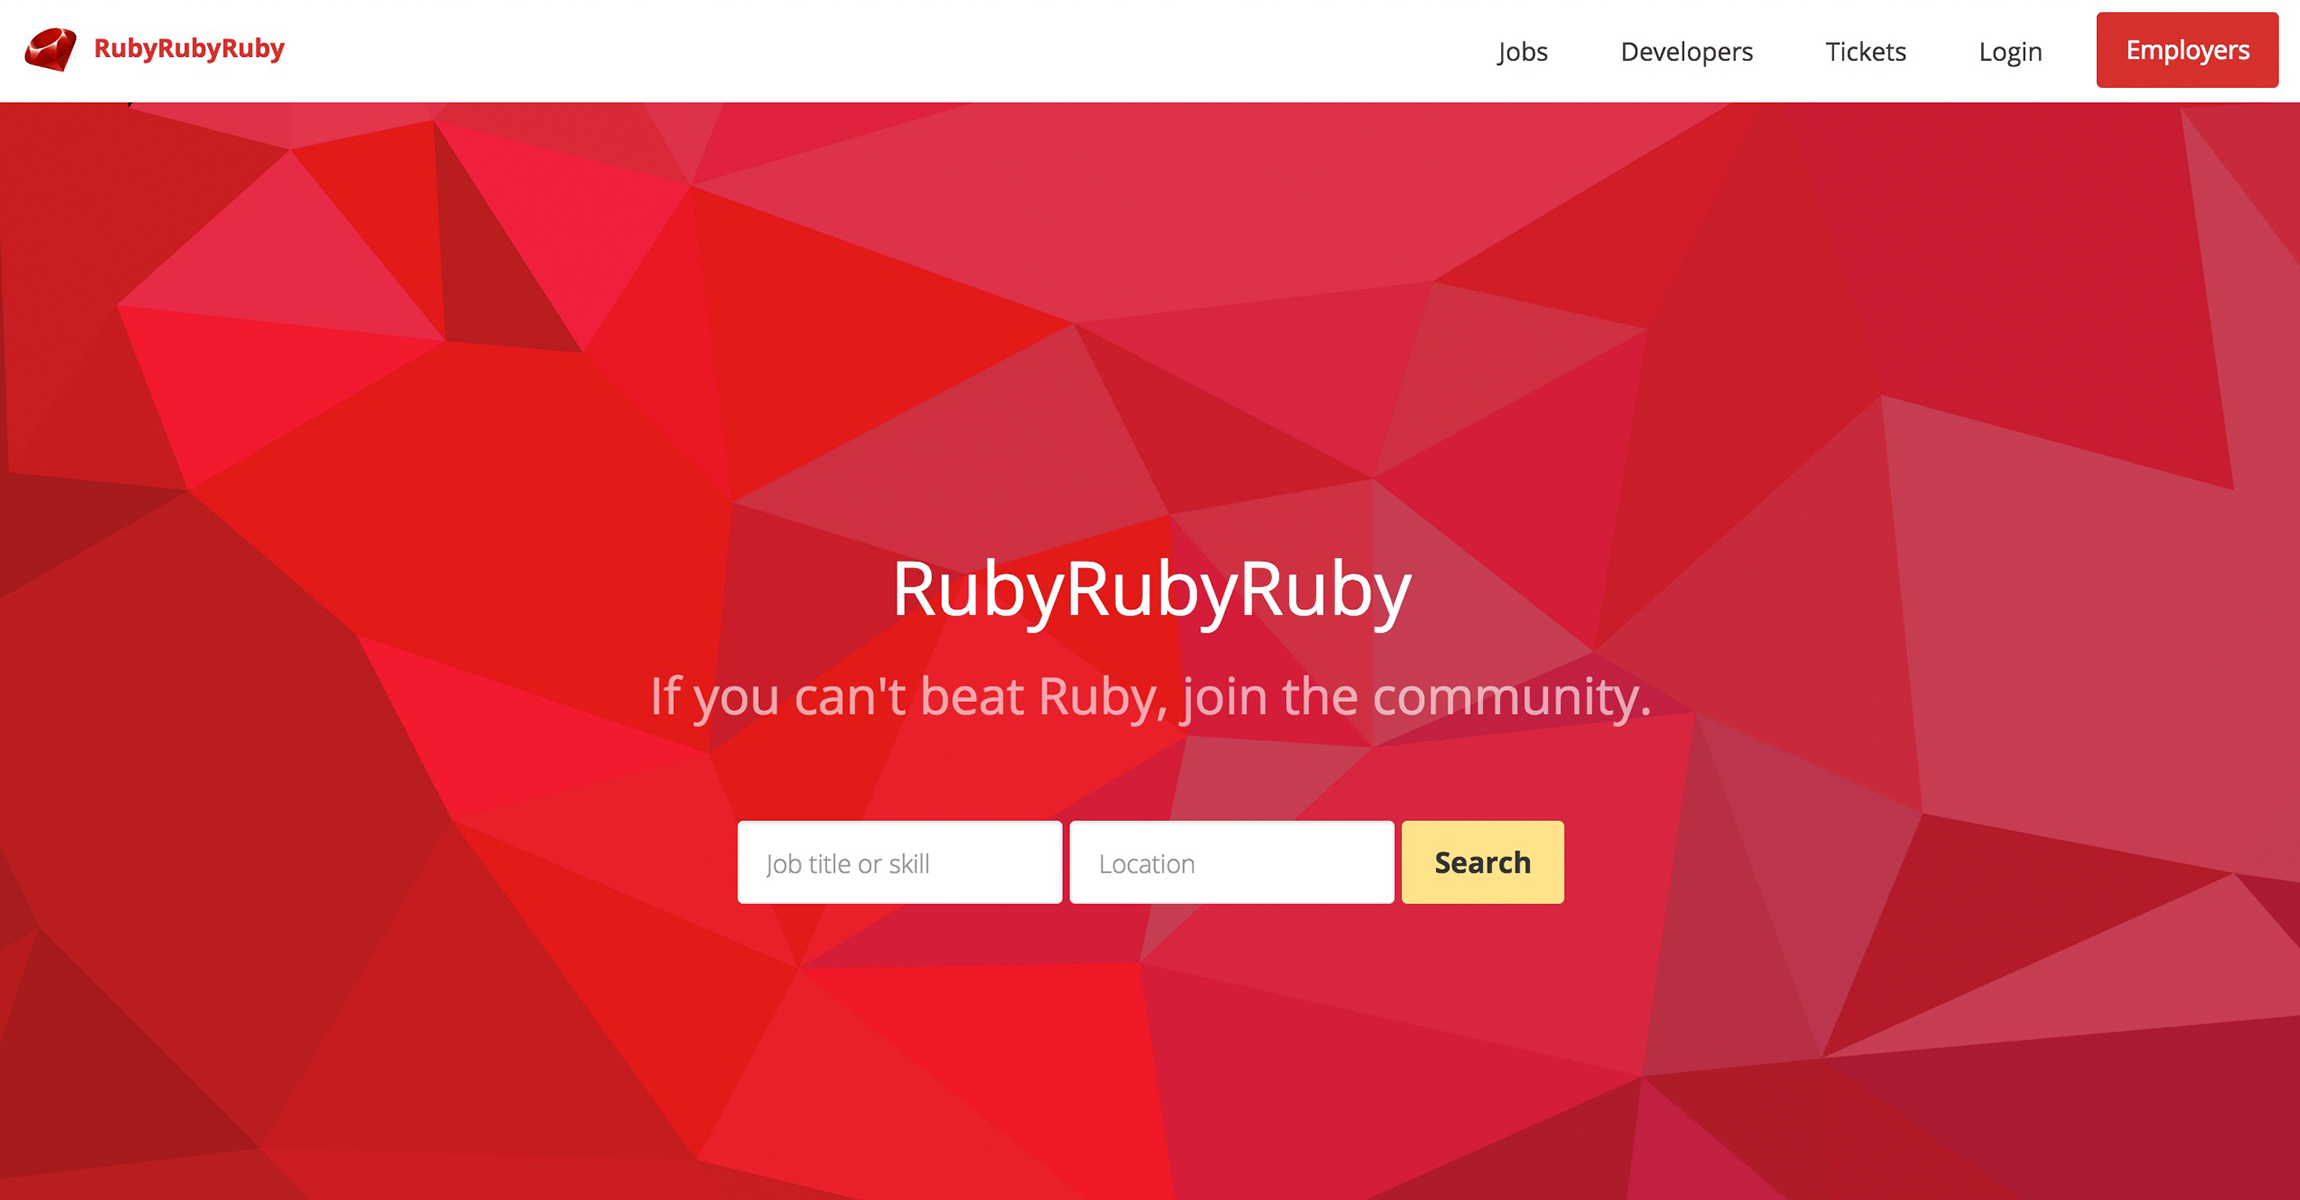 RubyRubyRuby
Jobs
Developers
Tickets
Login
Employers
RubyRubyRuby
If you can't beat Ruby, join the community.
Job title or skill
Location
Search